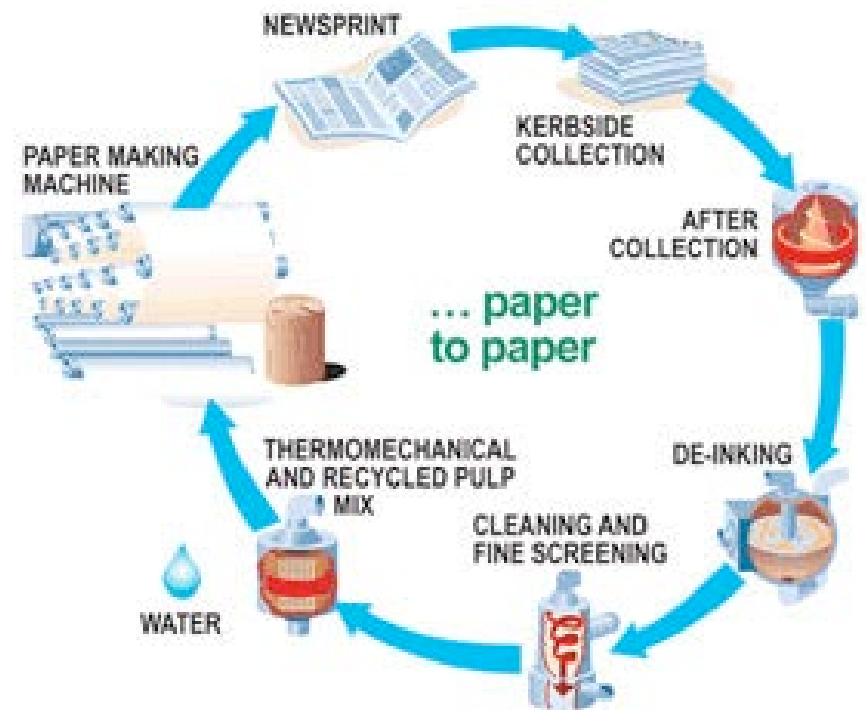 NEWSPRINT
KERBSIDE
COLLECTION
PAPER MAKING
MACHINE
AFTER
COLLECTION
... paper
to paper
DE-INKING
THERMOMECHANICAL
AND RECYCLED PULP
MIX
CLEANING AND
FINE SCREENING
WATER